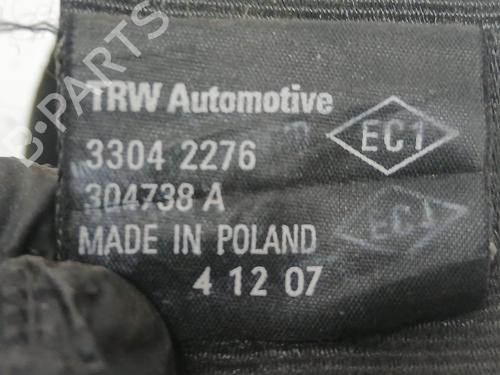 TRW Automotive
3304 2276
EC1
304738 A
EC1
MADE IN POLAND
4 12 07
B-PARTS